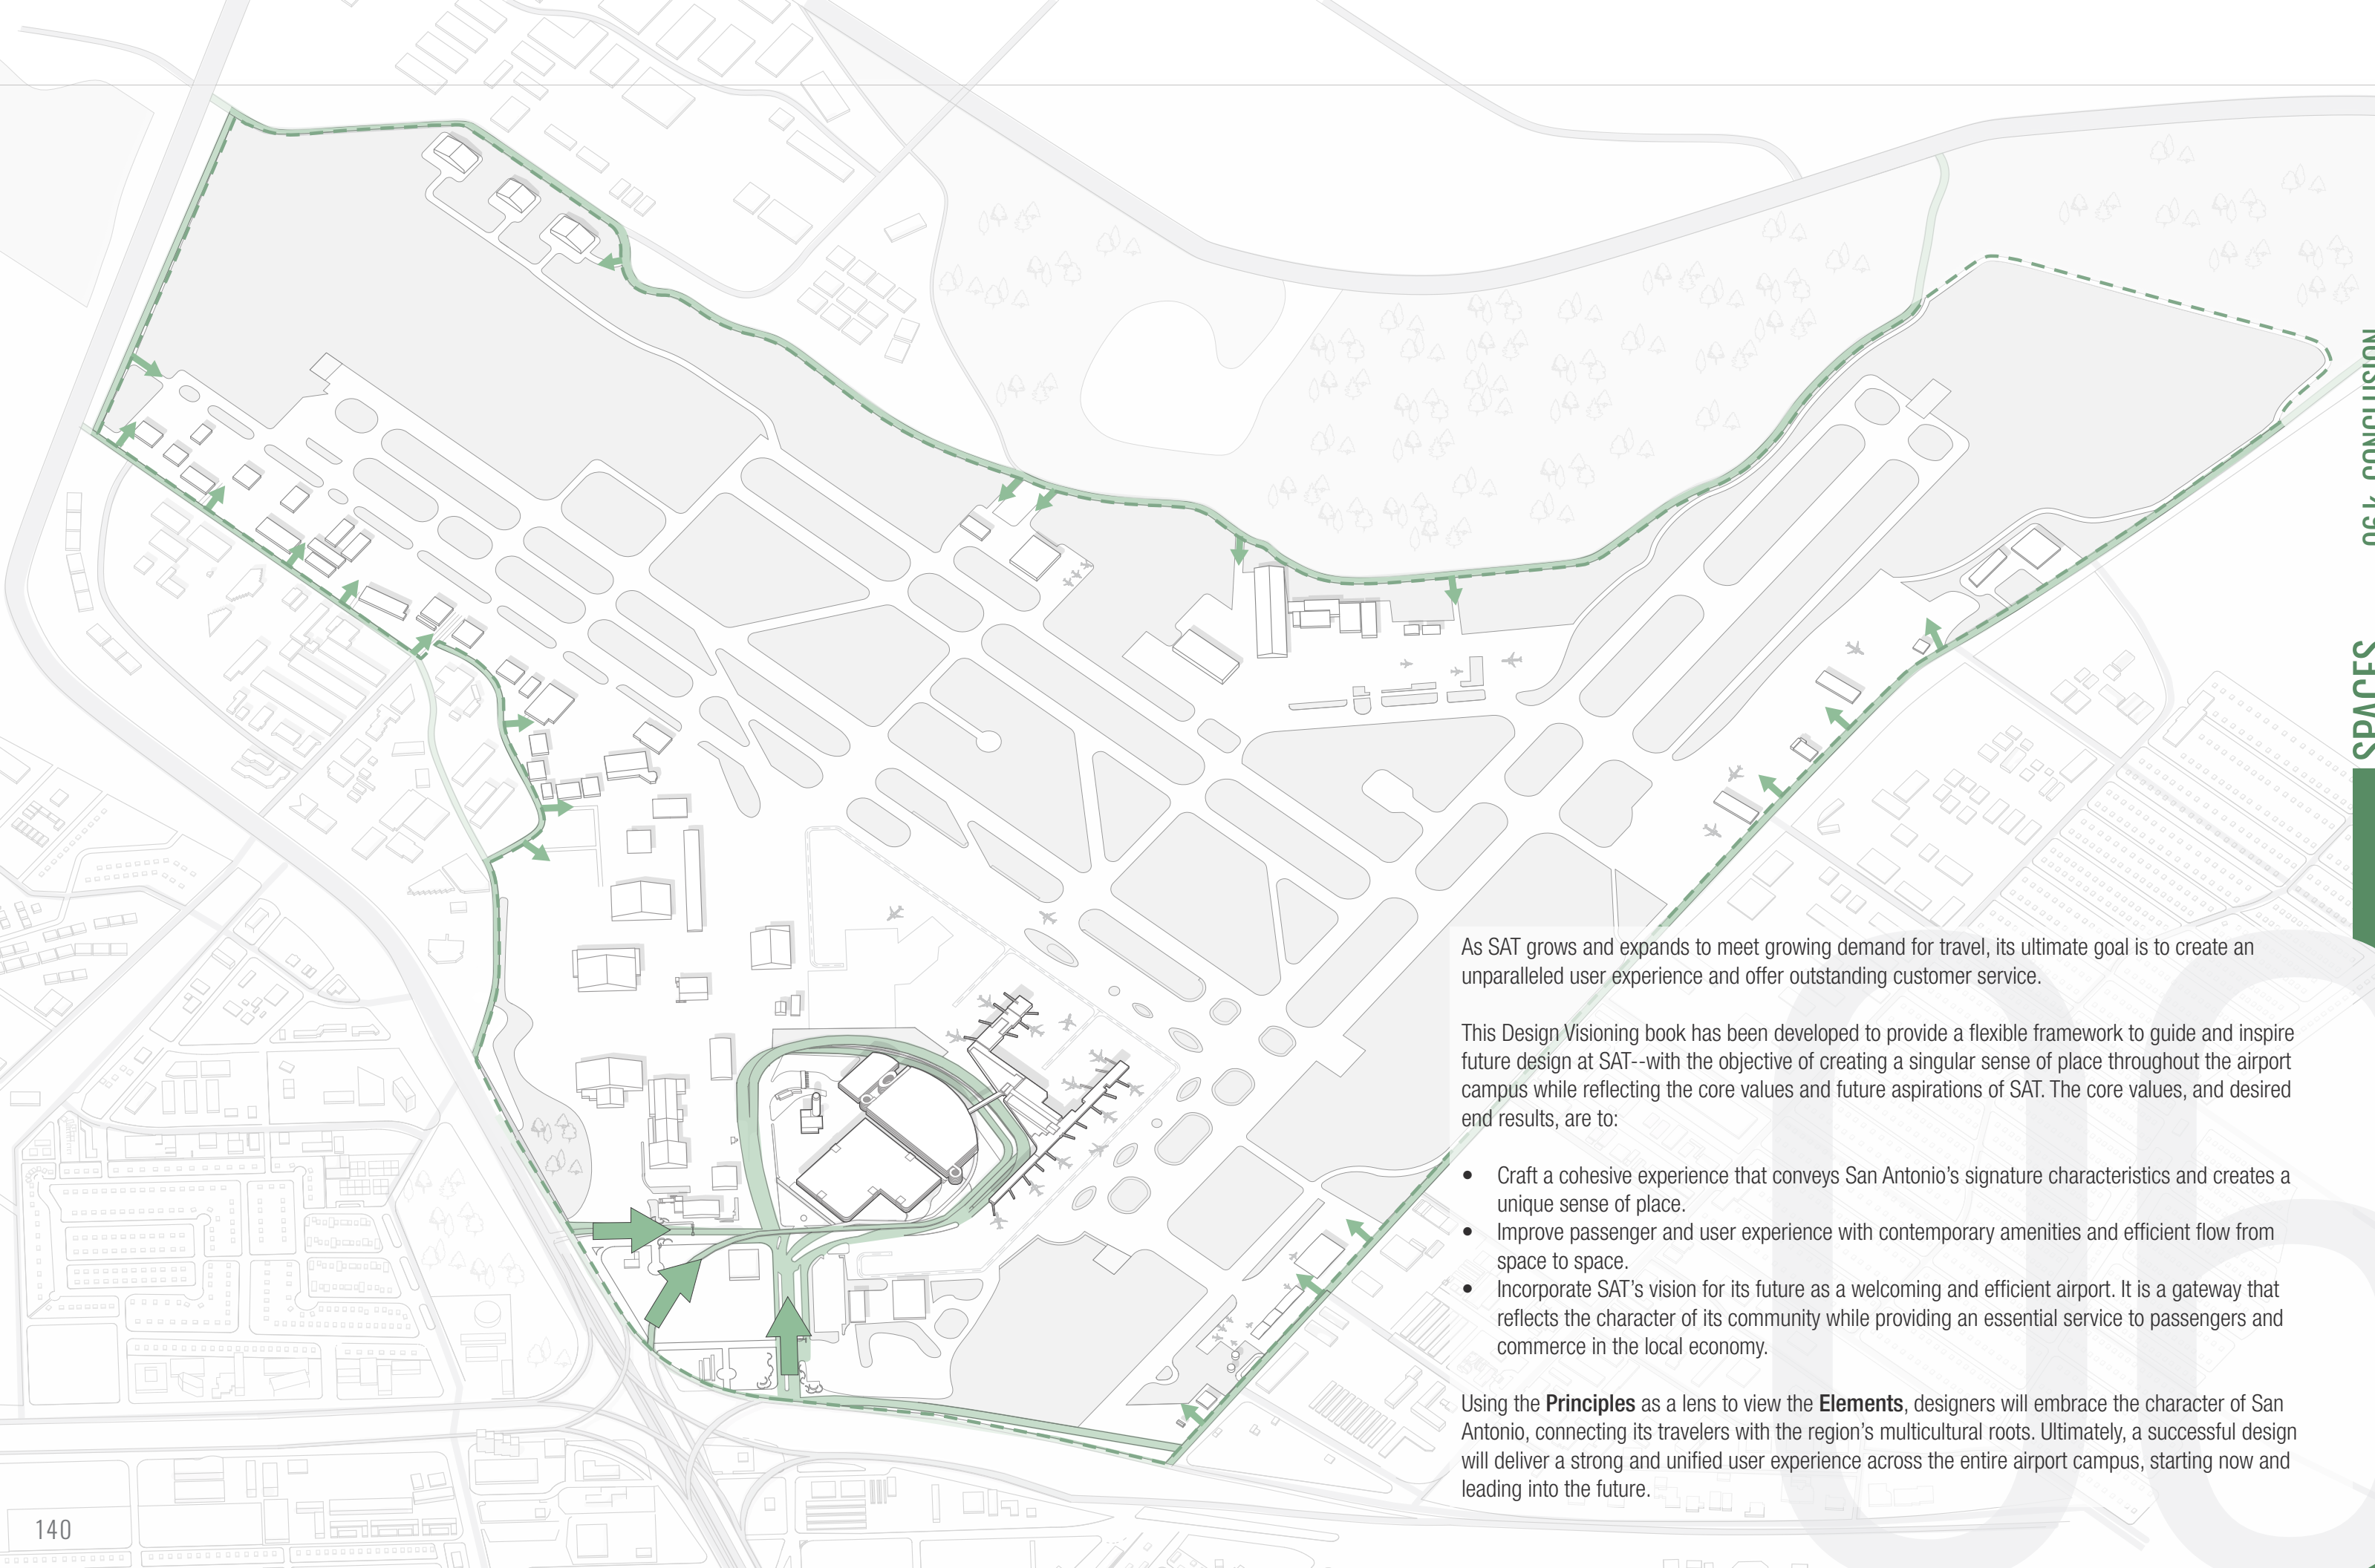 06.k CONCLUSION
SPACES
As SAT grows and expands to meet growing demand for travel, its ultimate goal is to create an
unparalleled user experience and offer outstanding customer service.
This Design Visioning book has been developed to provide a flexible framework to guide and inspire
future design at SAT--with the objective of creating a singular sense of place throughout the airport
campus while reflecting the core values and future aspirations of SAT. The core values, and desired
end results, are to:
• Craft a cohesive experience that conveys San Antonio’s signature characteristics and creates a
unique sense of place.
• Improve passenger and user experience with contemporary amenities and efficient flow from
space to space.
• Incorporate SAT’s vision for its future as a welcoming and efficient airport. It is a gateway that
reflects the character of its community while providing an essential service to passengers and
commerce in the local economy.
Using the Principles as a lens to view the Elements, designers will embrace the character of San
Antonio, connecting its travelers with the region’s multicultural roots. Ultimately, a successful design
will deliver a strong and unified user experience across the entire airport campus, starting now and
leading into the future.
140